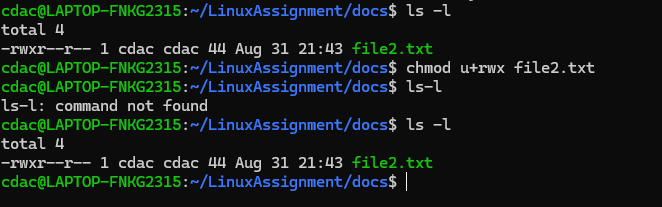 cdac@LAPTOP-FNKG2315:~/LinuxAssignment/docs$ ls -l
total 4
-rwxr--r-- 1 cdac cdac 44 Aug 31 21:43 file2.txt
cdac@LAPTOP-FNKG2315:~/LinuxAssignment/docs$ chmod u+rwx file2.txt
cdac@LAPTOP-FNKG2315:~/LinuxAssignment/docs$ ls-l
ls-l: command not found
cdac@LAPTOP-FNKG2315:~/LinuxAssignment/docs$ ls -l
total 4
-rwxr--r-- 1 cdac cdac 44 Aug 31 21:43 file2.txt
cdac@LAPTOP-FNKG2315:~/LinuxAssignment/docs$